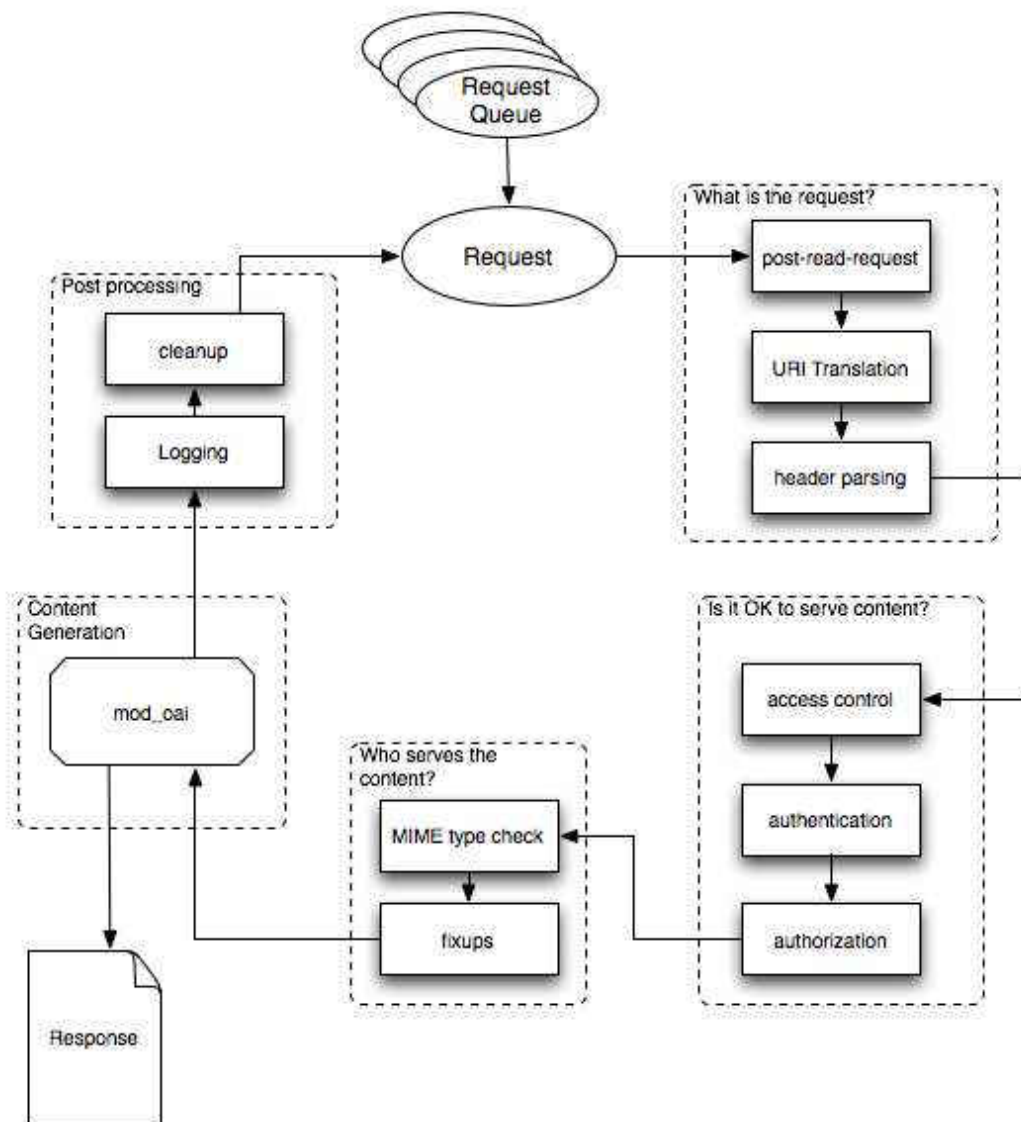 Request
Queue
Request
What is the request?
post-read-request
URI Translation
header parsing
Is it OK to serve content?
access control
authentication
authorization
Who serves the
content?
MIME type check
fixups
Content
Generation
mod_oai
Response
Post processing
Logging
cleanup